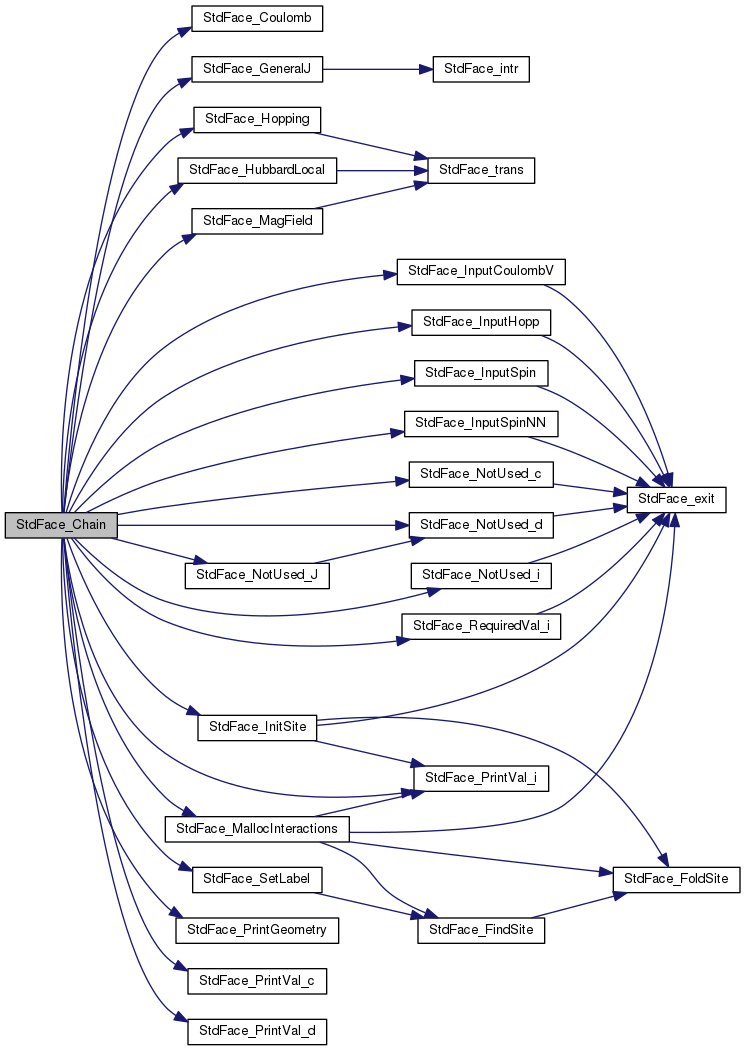 StdFace_Coulomb
StdFace_GeneralJ
StdFace_intr
StdFace_Hopping
StdFace_HubbardLocal
StdFace_trans
StdFace_MagField
StdFace_InputCoulombV
StdFace_InputHopp
StdFace_InputSpin
StdFace_InputSpinNN
StdFace_NotUsed_c
StdFace_exit
StdFace_Chain
StdFace_NotUsed_d
StdFace_NotUsed_J
StdFace_NotUsed_i
StdFace_RequiredVal_i
StdFace_InitSite
StdFace_PrintVal_i
StdFace_MallocInteractions
StdFace_SetLabel
StdFace_FoldSite
StdFace_PrintGeometry
StdFace_FindSite
StdFace_PrintVal_c
StdFace_PrintVal_d